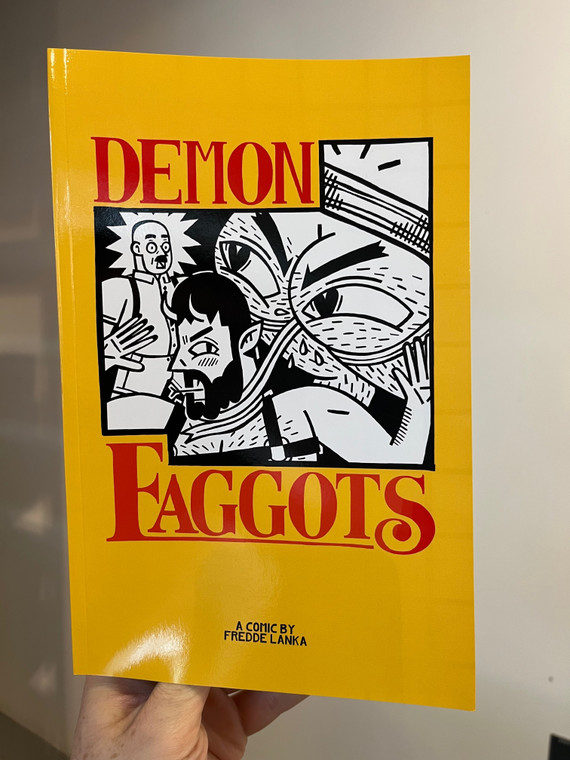 DEMON
FAGGOTS
A COMIC BY
FREDDE LANKA